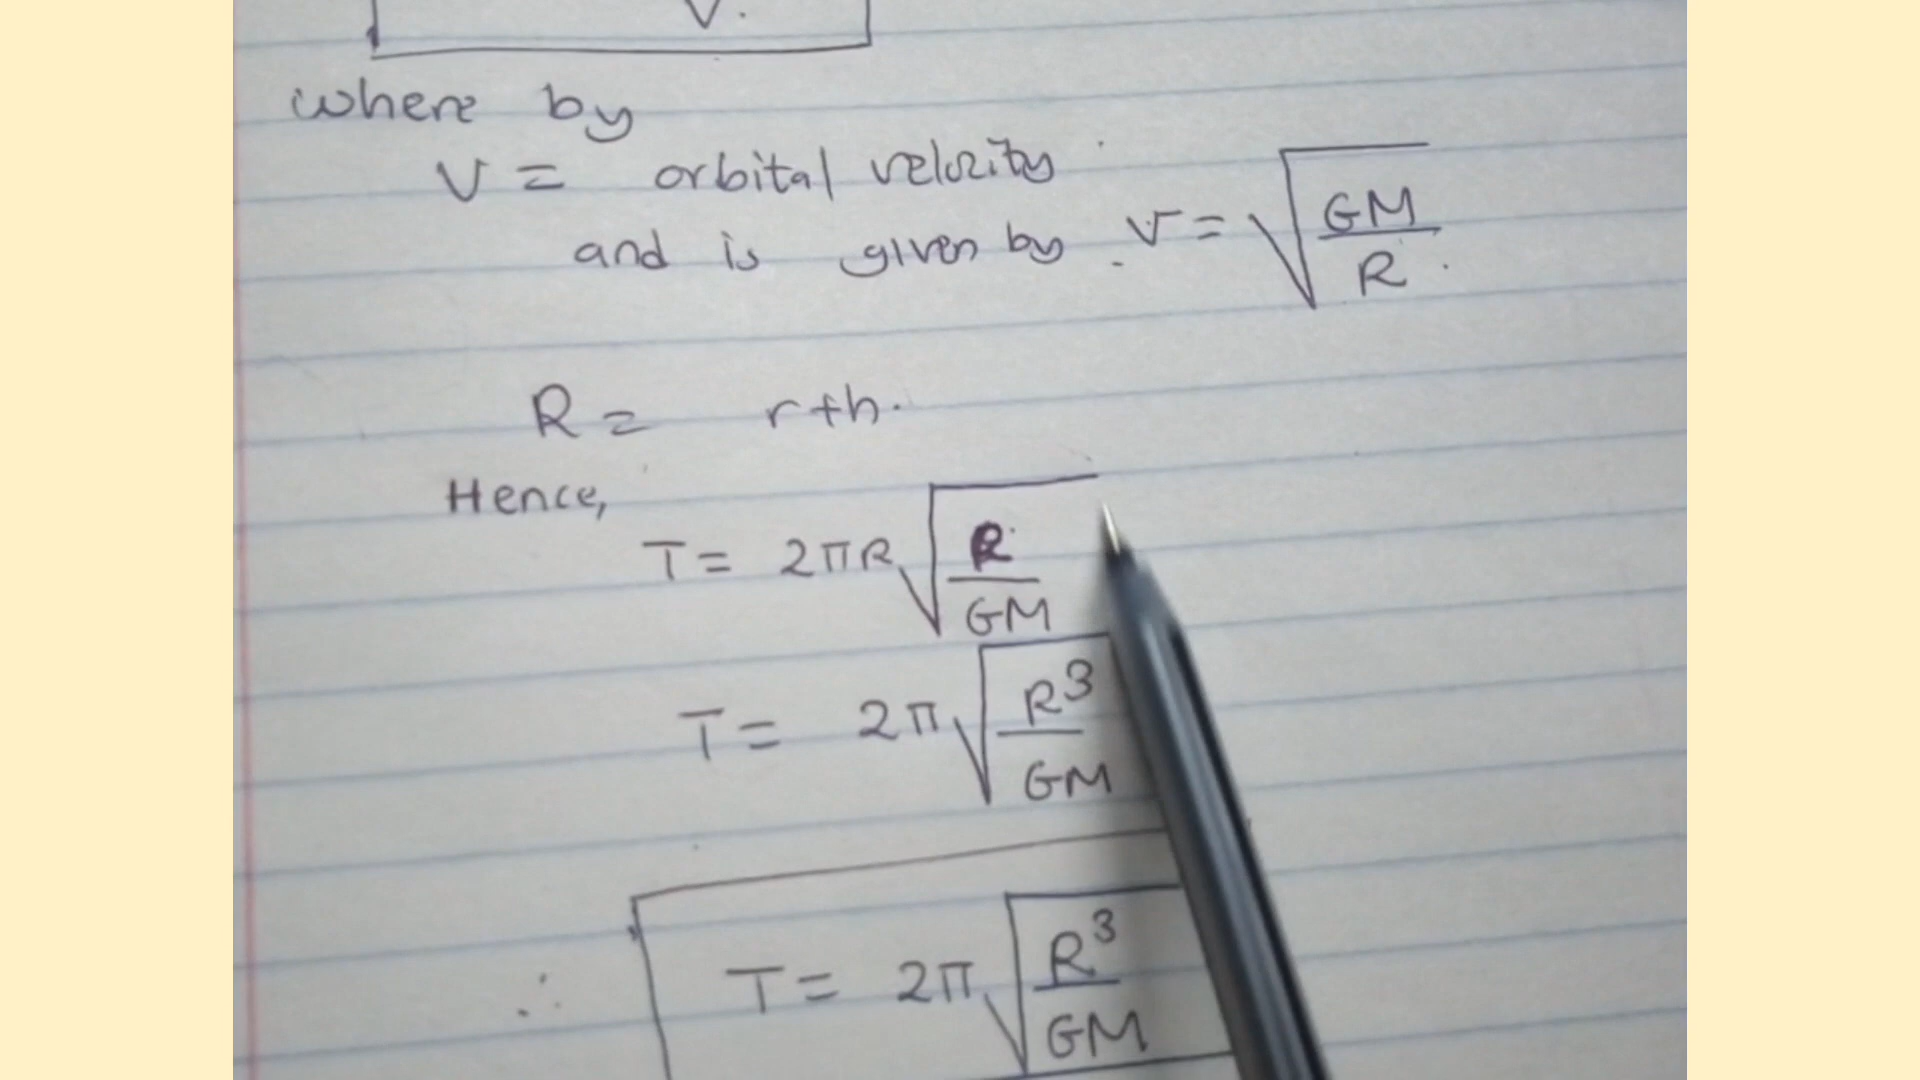 V.
where by
V = orbital velocity
and is given by V = √(GM/R).
R = r+h.
Hence,
T = 2πR√(R/GM)
T = 2π√(R³/GM)
∴ T = 2π√(R³/GM)